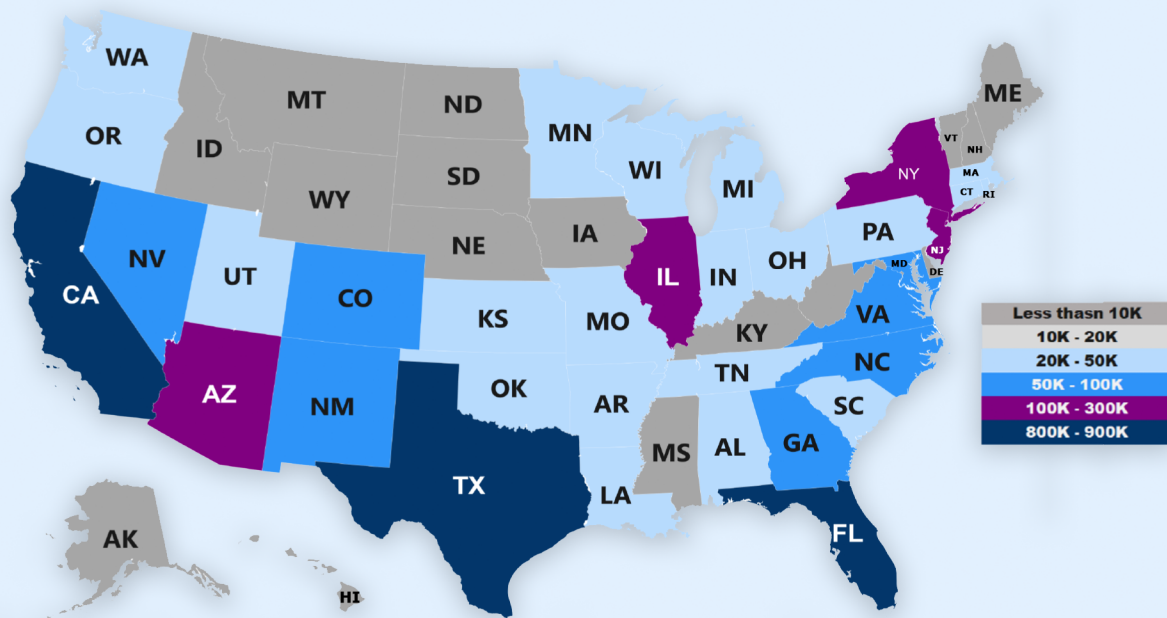 WA
MT
ND
ME
OR
ID
MN
VT
NH
SD
WI
MI
NY
MA
CT
RI
WY
NE
IA
PA
NV
UT
IL
IN
OH
NJ
MD
DE
CA
CO
KS
MO
KY
VA
AZ
NM
OK
AR
TN
NC
SC
MS
AL
GA
TX
LA
FL
AK
HI
Less thasn 10K
10K - 20K
20K - 50K
50K - 100K
100K - 300K
800K - 900K